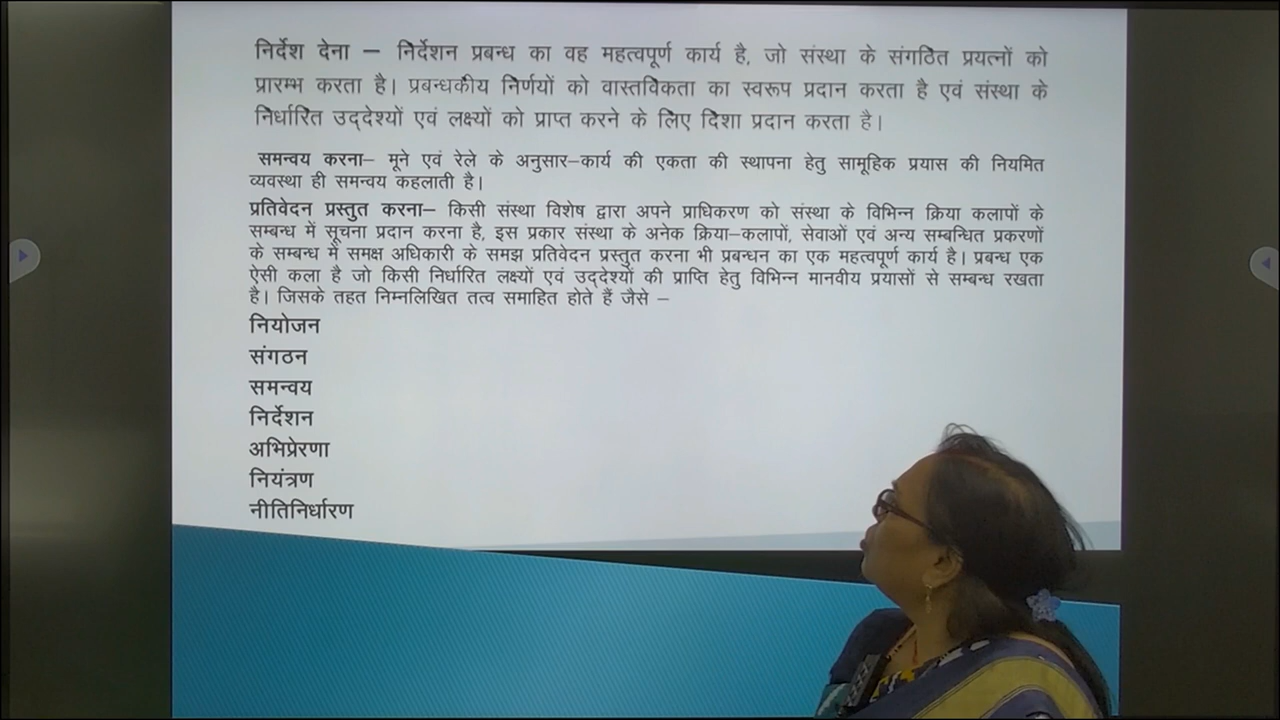 निर्देश देना – निर्देशन प्रबन्ध का वह महत्वपूर्ण कार्य है, जो संस्था के संगठित प्रयत्नों को
प्रारम्भ करता है। प्रबन्धकीय निर्णयों को वास्तविकता का स्वरूप प्रदान करता है एवं संस्था के
निर्धारित उद्देश्यों एवं लक्ष्यों को प्राप्त करने के लिए दिशा प्रदान करता है।
समन्वय करना– मूने एवं रेले के अनुसार–कार्य की एकता की स्थापना हेतु सामूहिक प्रयास की नियमित
व्यवस्था ही समन्वय कहलाती है।
प्रतिवेदन प्रस्तुत करना– किसी संस्था विशेष द्वारा अपने प्राधिकरण को संस्था के विभिन्न क्रिया कलापों के
सम्बन्ध में सूचना प्रदान करना है, इस प्रकार संस्था के अनेक क्रिया–कलापों, सेवाओं एवं अन्य सम्बन्धित प्रकरणों
के सम्बन्ध में समक्ष अधिकारी के समझ प्रतिवेदन प्रस्तुत करना भी प्रबन्धन का एक महत्वपूर्ण कार्य है। प्रबन्ध एक
ऐसी कला है जो किसी निर्धारित लक्ष्यों एवं उद्देश्यों की प्राप्ति हेतु विभिन्न मानवीय प्रयासों से सम्बन्ध रखता
है। जिसके तहत निम्नलिखित तत्व समाहित होते हैं जैसे –
नियोजन
संगठन
समन्वय
निर्देशन
अभिप्रेरणा
नियंत्रण
नीतिनिर्धारण